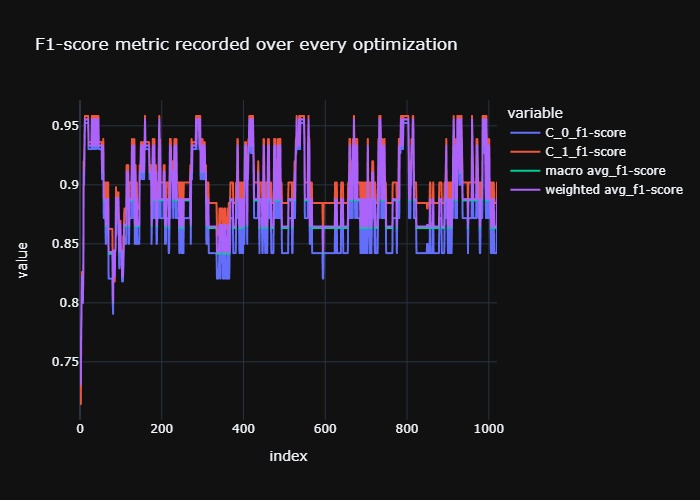 F1-score metric recorded over every optimization
variable
C_0_f1-score
C_1_f1-score
macro avg_f1-score
weighted avg_f1-score
value
0.95
0.9
0.85
0.8
0.75
0
200
400
600
800
1000
index